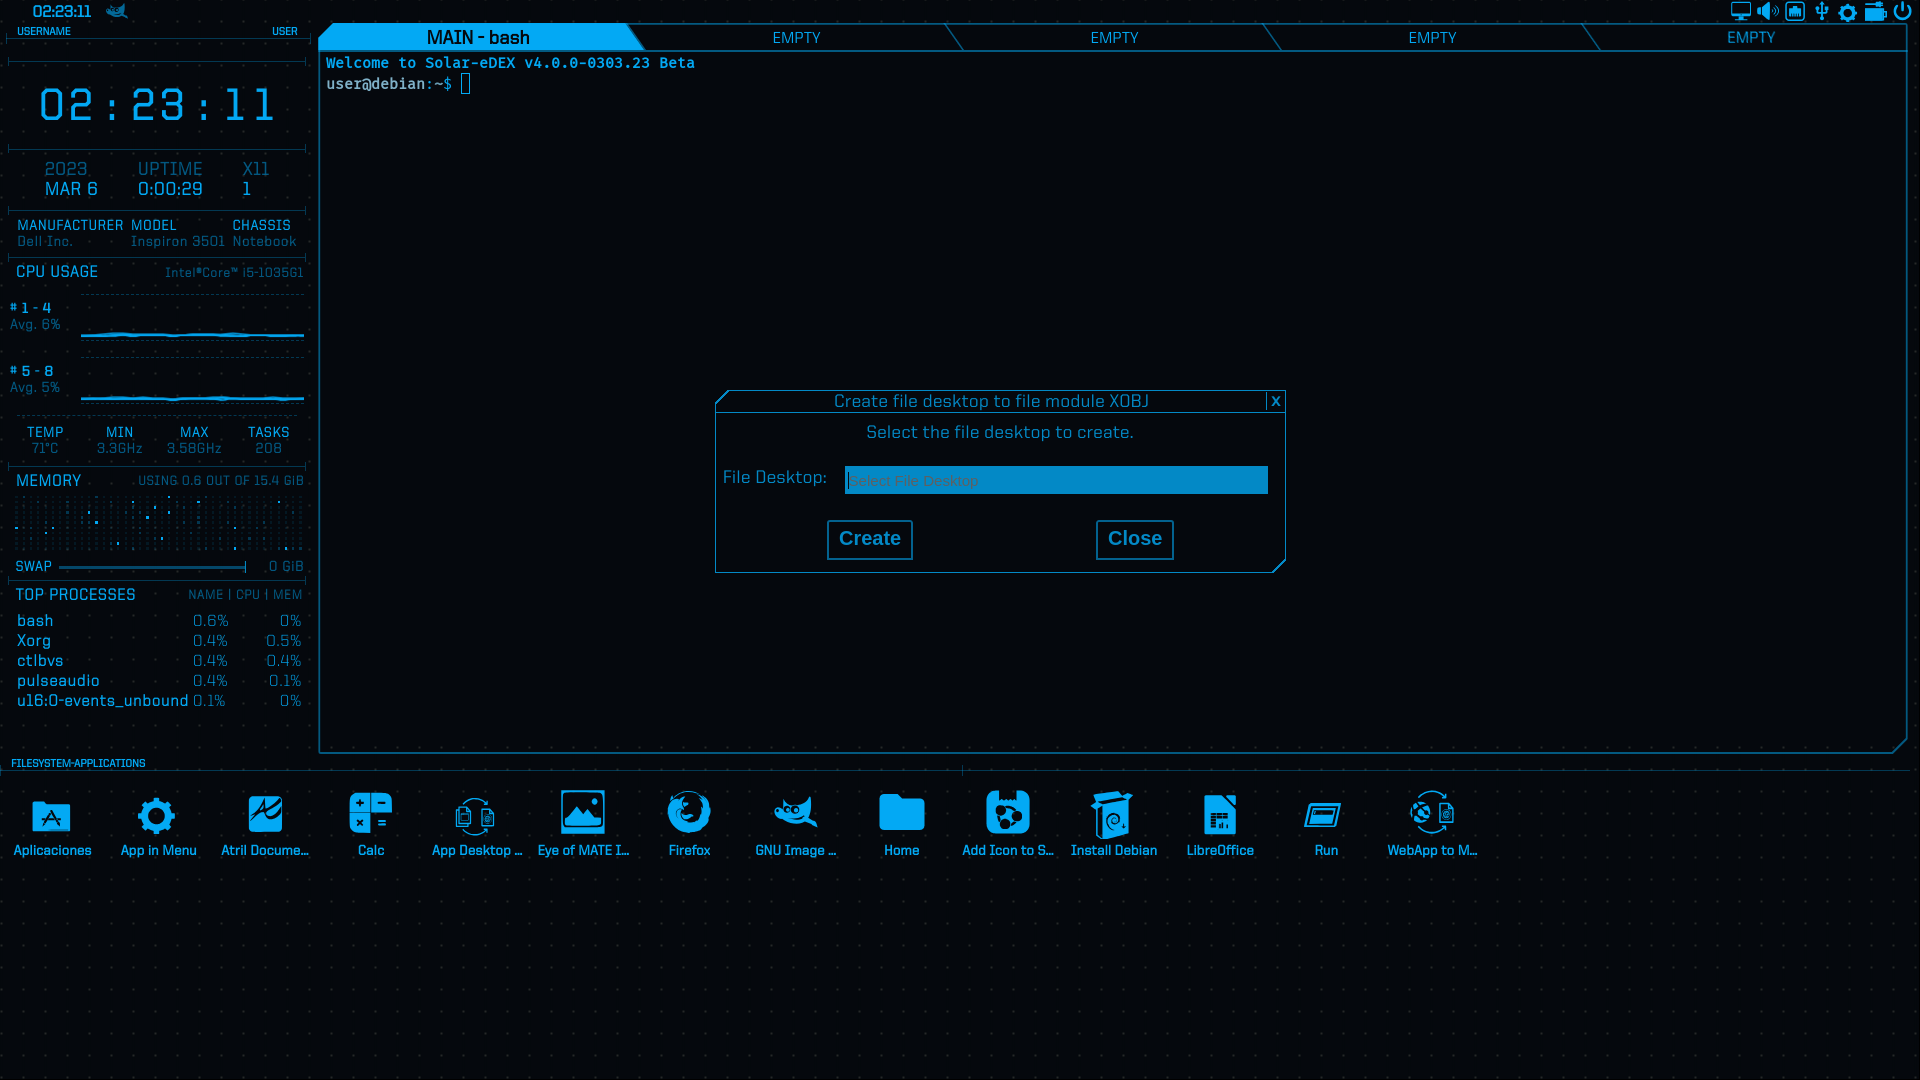 02:23:11
USERNAME USER
02:23:11
2023 UPTIME X11
MAR 6 0:00:29 1
MANUFACTURER MODEL CHASSIS
Dell Inc. Inspiron 3501 Notebook
CPU USAGE Intel®Core™ i5-1035G1
# 1 - 4
Avg. 6%
# 5 - 8
Avg. 5%
TEMP MIN MAX TASKS
71°C 3.3GHz 3.58GHz 208
MEMORY USING 0.6 OUT OF 15.4 GiB
SWAP 0 GiB
TOP PROCESSES NAME | CPU | MEM
bash 0.6% 0%
Xorg 0.4% 0.5%
ctlbvs 0.4% 0.4%
pulseaudio 0.4% 0.1%
u16:0-events_unbound 0.1% 0%
MAIN - bash EMPTY EMPTY EMPTY EMPTY
Welcome to Solar-eDEX v4.0.0-0303.23 Beta
user@debian:~$
Create file desktop to file module XOBJ x
Select the file desktop to create.
File Desktop: Select File Desktop
Create Close
FILESYSTEM-APPLICATIONS
Aplicaciones App in Menu Atril Docume... Calc App Desktop ... Eye of MATE I... Firefox GNU Image ... Home Add Icon to S... Install Debian LibreOffice Run WebApp to M...